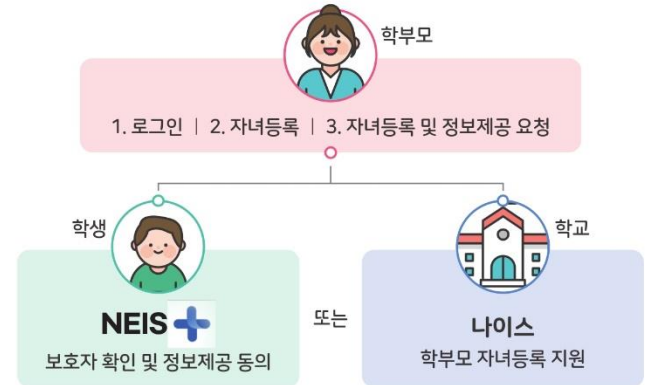 학부모
1. 로그인 | 2. 자녀등록 | 3. 자녀등록 및 정보제공 요청
학생
NEIS+
보호자 확인 및 정보제공 동의
또는
학교
나이스
학부모 자녀등록 지원